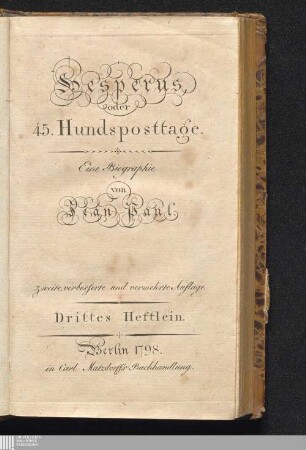 Hesperus,
oder
45. Hundsposttage.
Eine Biographie
von
Jean Paul.
Zweite, verbesserte und vermehrte Auflage.
Drittes Heftlein.
Berlin 1798.
in Carl Matzdorff's Buchhandlung.